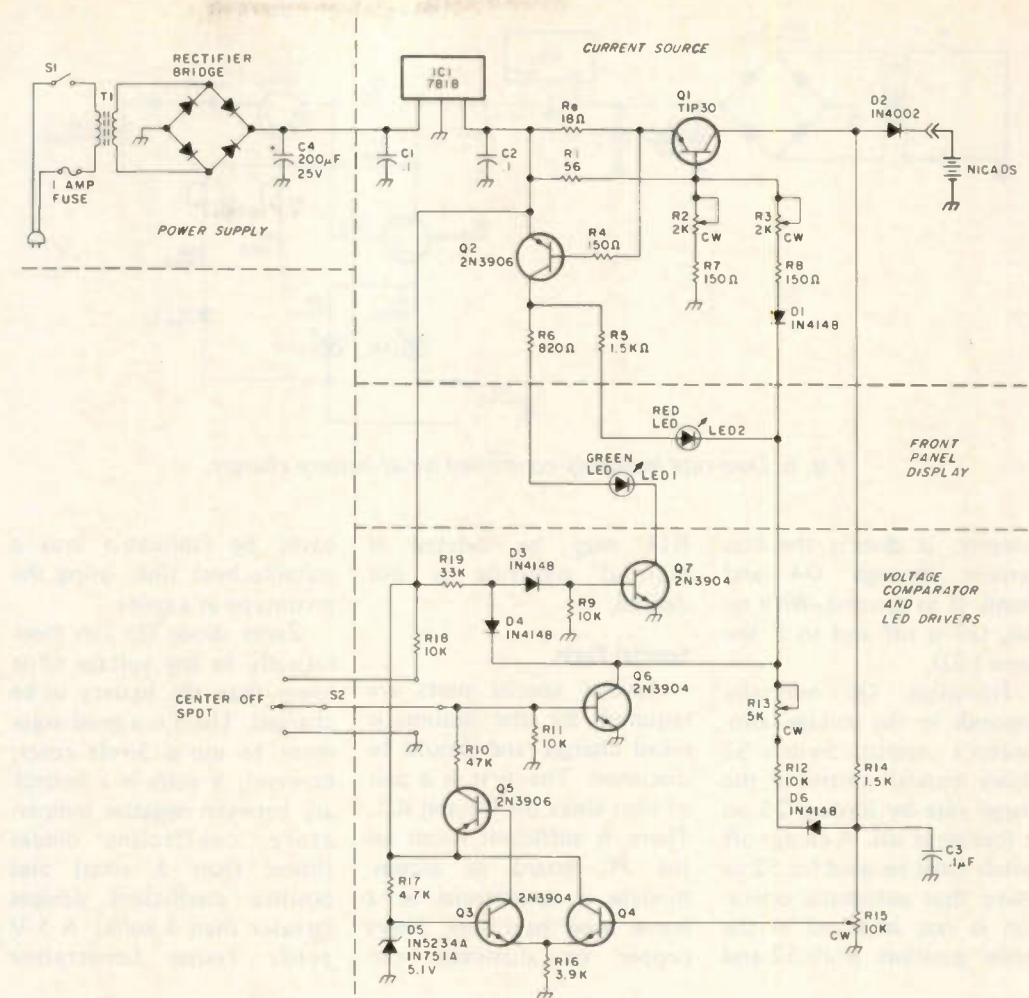 CURRENT SOURCE
S1
T1
RECTIFIER
BRIDGE
IC1
7818
1 AMP
FUSE
POWER SUPPLY
C4
200µF
25V
C1
.1
C2
.1
Re
18Ω
R1
56
Q1
TIP30
D2
1N4002
NICADS
Q2
2N3906
R4
150Ω
R2
2K
CW
R3
2K
CW
R7
150Ω
R8
150Ω
D1
1N4148
R6
820Ω
R5
1.5KΩ
RED
LED
LED2
GREEN
LED
LED1
FRONT
PANEL
DISPLAY
R19
33K
D3
1N4148
Q7
2N3904
VOLTAGE
COMPARATOR
AND
LED DRIVERS
R18
10K
D4
1N4148
R9
10K
CENTER OFF
SPDT
S2
Q6
2N3904
R13
5K
CW
R10
47K
R11
10K
R12
10K
R14
1.5K
Q5
2N3906
D6
1N4148
C3
.1µF
R17
4.7K
2N3904
Q3
Q4
R15
10K
CW
D5
1N5234A
1N751A
5.1V
R16
3.9K